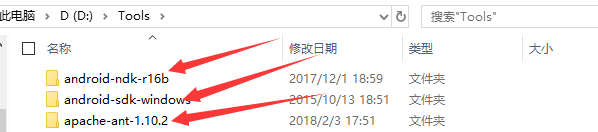 此电脑 > D (D:) > Tools
搜索"Tools"
名称 修改日期 类型 大小
android-ndk-r16b 2017/12/1 18:59 文件夹
android-sdk-windows 2015/10/13 18:51 文件夹
apache-ant-1.10.2 2018/2/3 17:51 文件夹